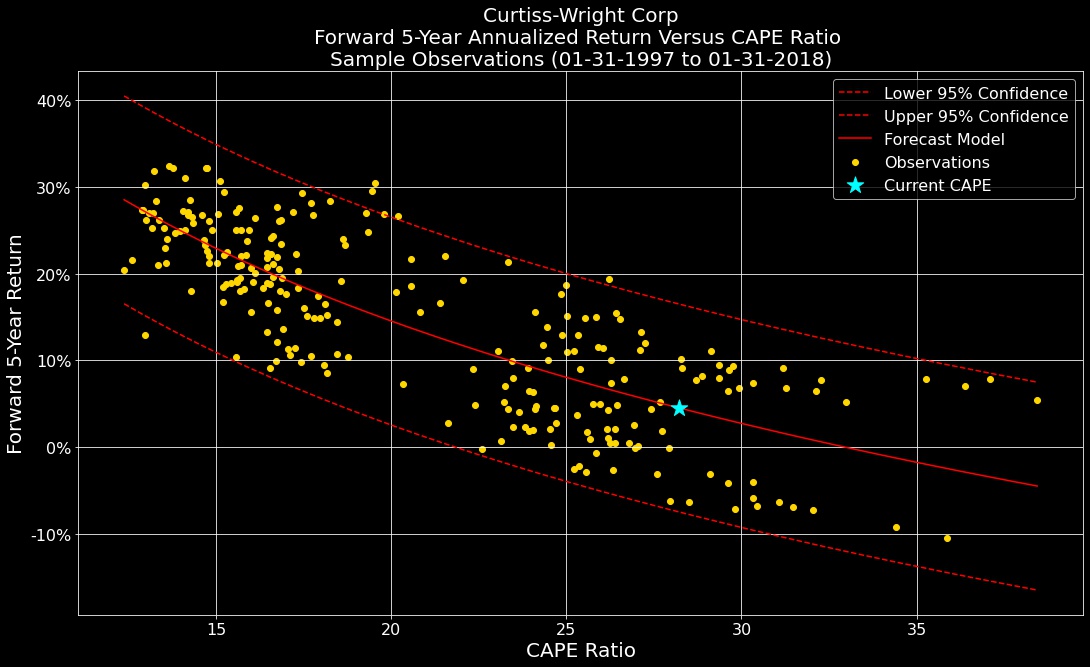 Curtiss-Wright Corp
Forward 5-Year Annualized Return Versus CAPE Ratio
Sample Observations (01-31-1997 to 01-31-2018)
Lower 95% Confidence
Upper 95% Confidence
Forecast Model
Observations
Current CAPE
Forward 5-Year Return
40%
30%
20%
10%
0%
-10%
15
20
25
30
35
CAPE Ratio